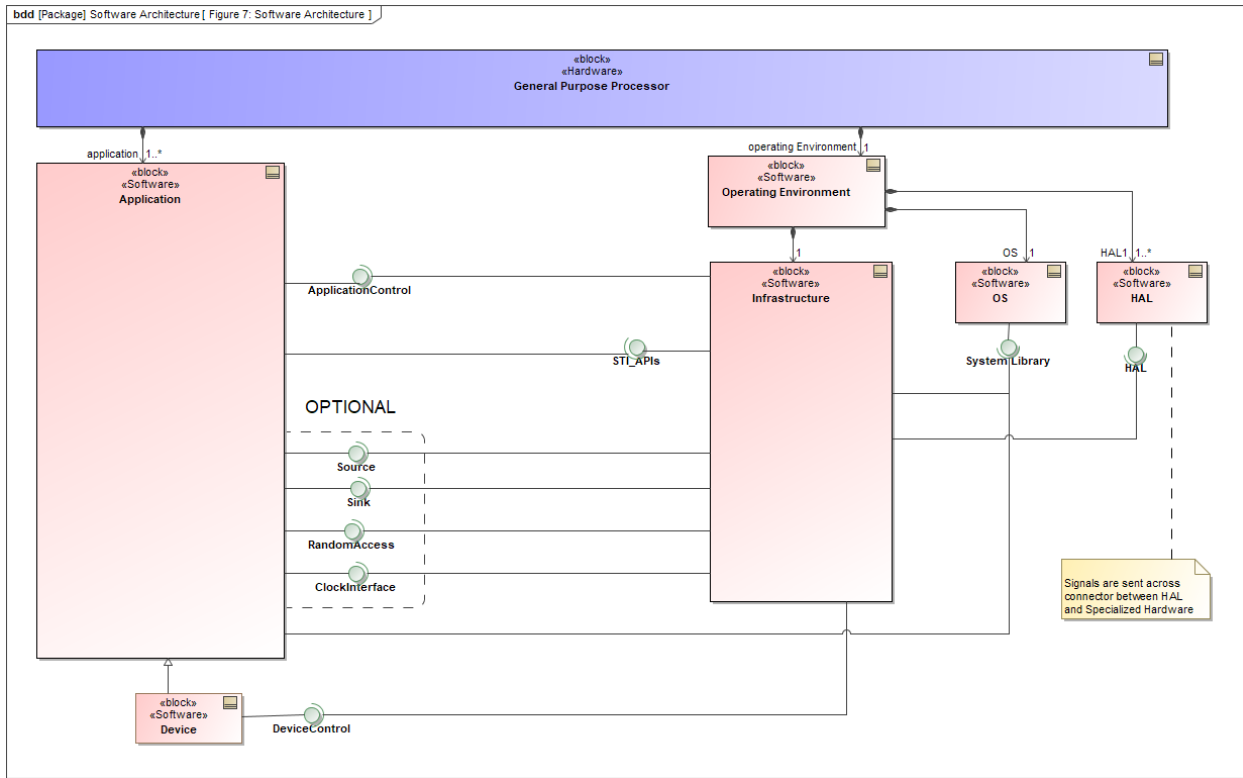 bdd [Package] Software Architecture [ Figure 7: Software Architecture ]
«block»
«Hardware»
General Purpose Processor
application
1..*
operating Environment
1
«block»
«Software»
Application
«block»
«Software»
Operating Environment
1
OS
1
HAL1
1..*
«block»
«Software»
Infrastructure
«block»
«Software»
OS
«block»
«Software»
HAL
ApplicationControl
STI_APIs
System Library
HAL
OPTIONAL
Source
Sink
RandomAccess
ClockInterface
Signals are sent across
connector between HAL
and Specialized Hardware
«block»
«Software»
Device
DeviceControl